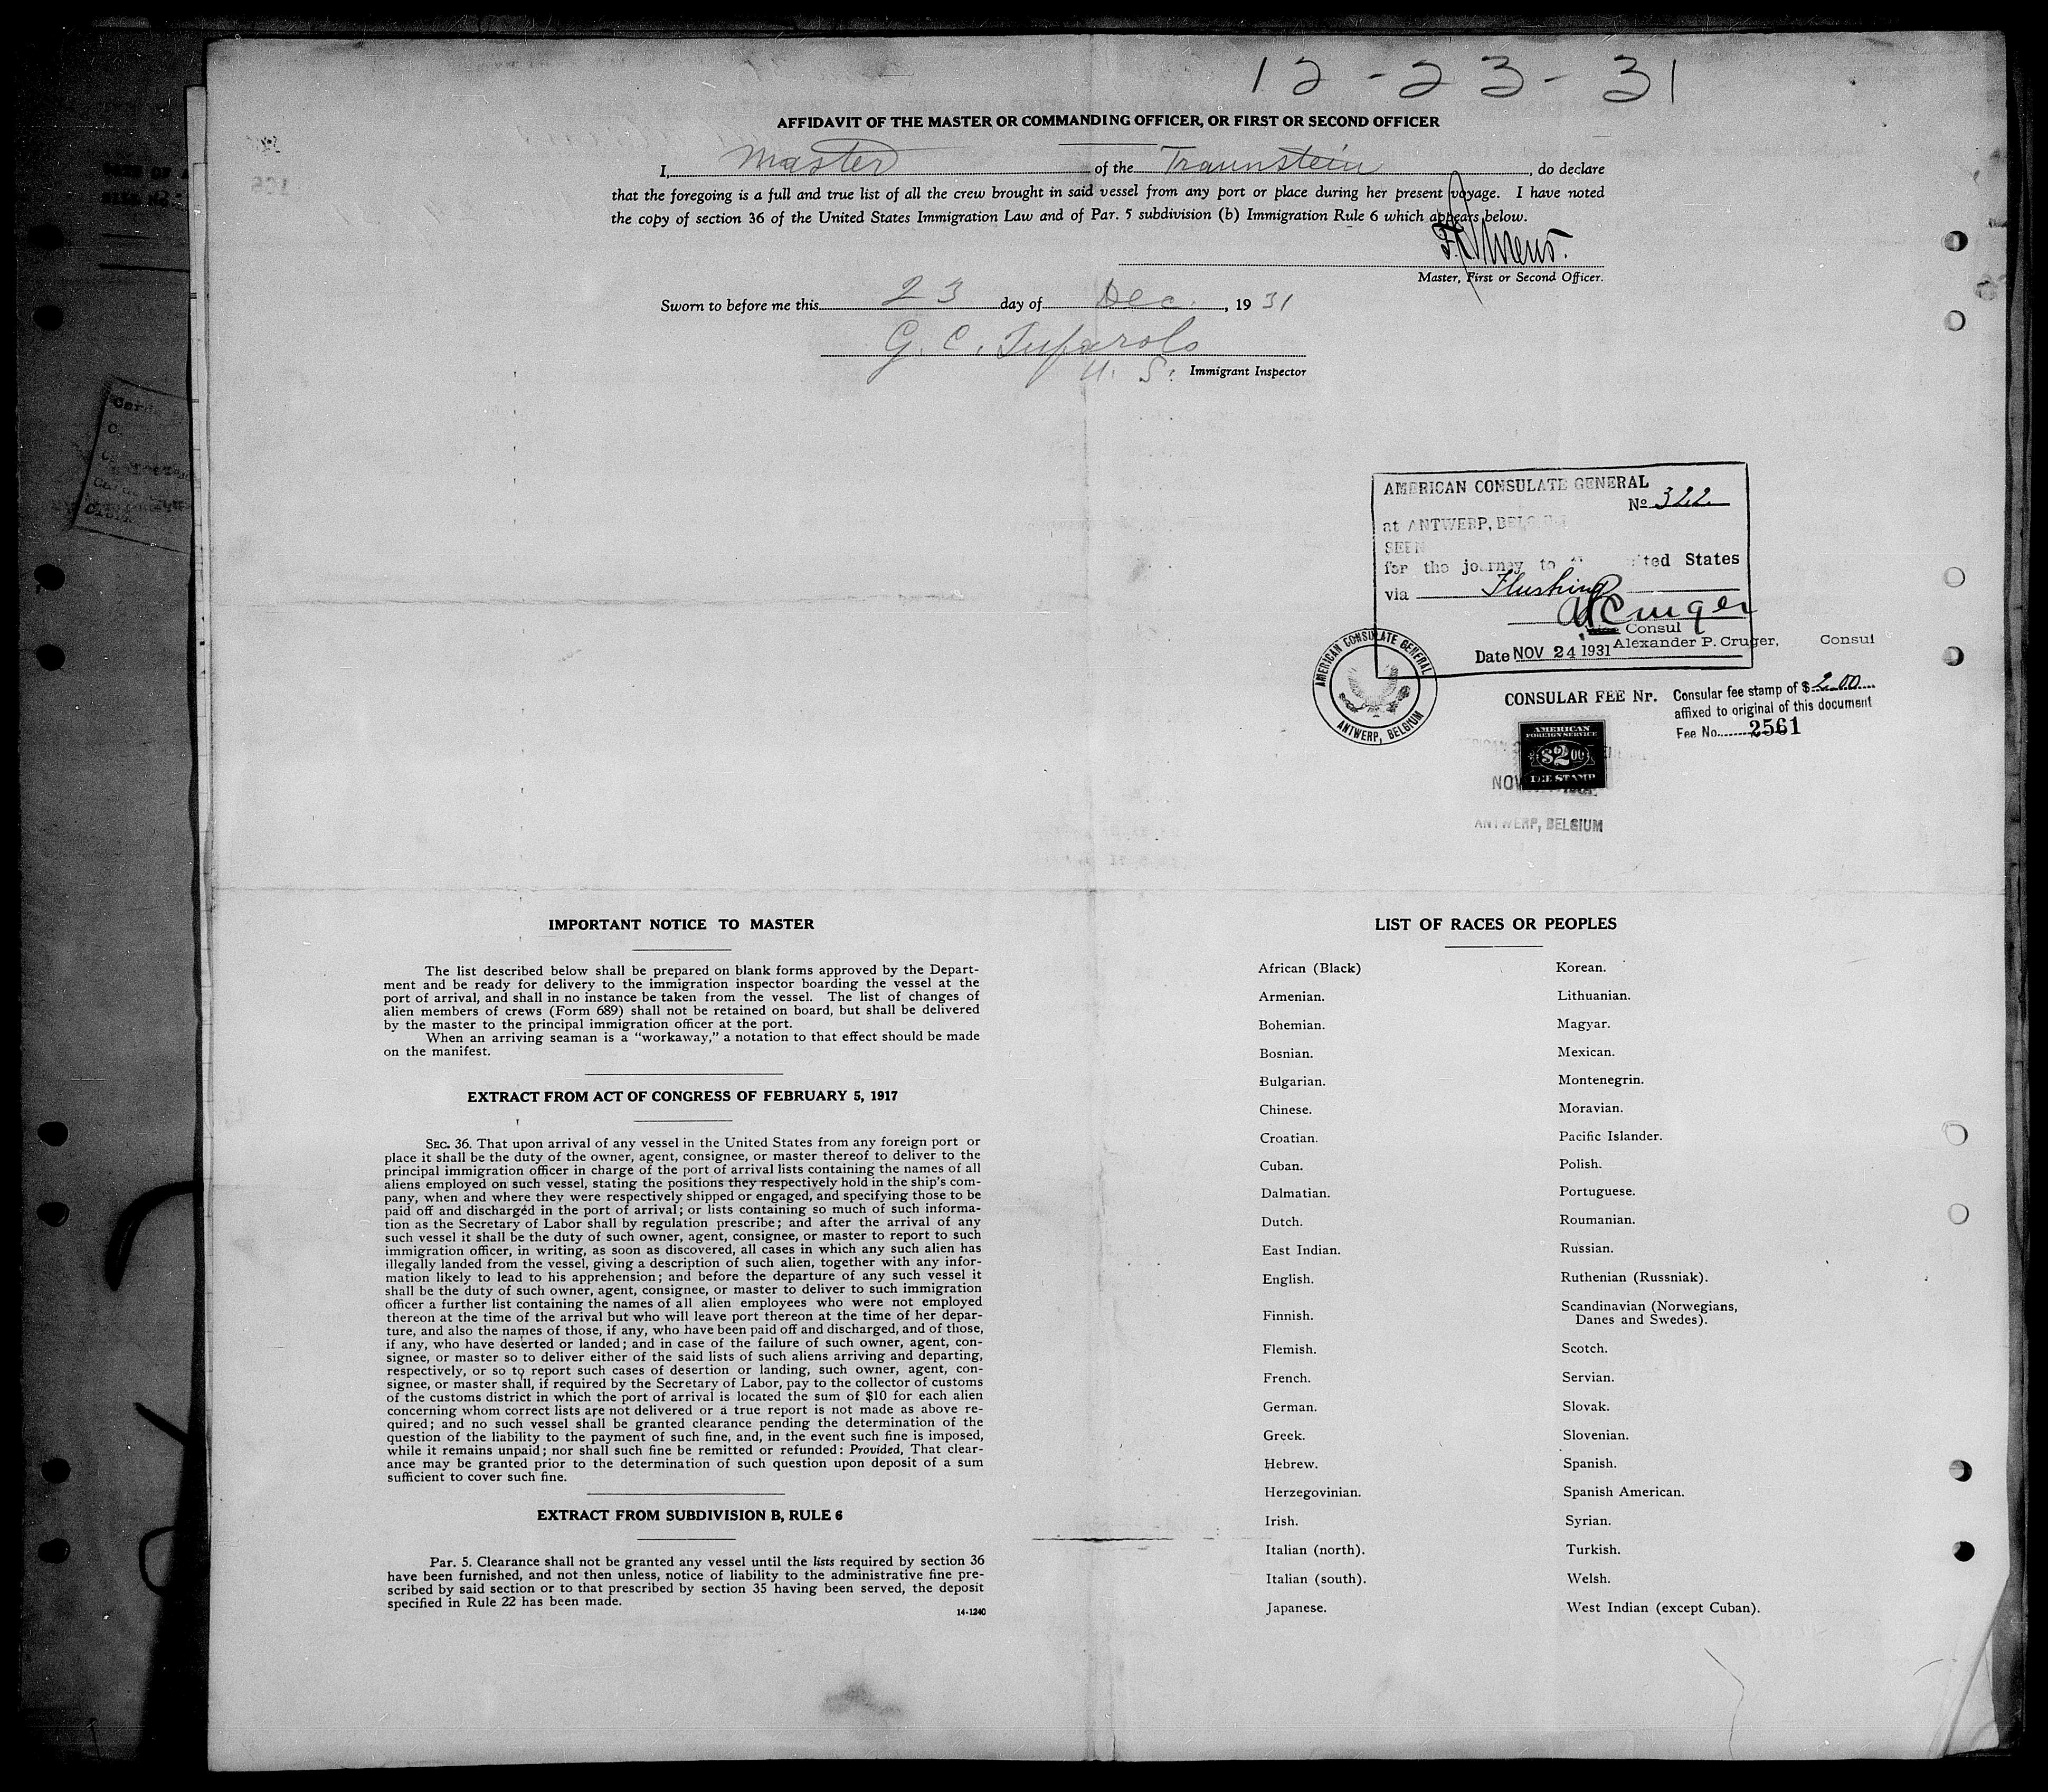 12-23-31
AFFIDAVIT OF THE MASTER OR COMMANDING OFFICER, OR FIRST OR SECOND OFFICER
I, Master of the Traunstein, do declare
that the foregoing is a full and true list of all the crew brought in said vessel from any port or place during her present voyage. I have noted
the copy of section 36 of the United States Immigration Law and of Par. 5 subdivision (b) Immigration Rule 6 which appears below.
Master, First or Second Officer.
Sworn to before me this 23 day of Dec., 19 31
G. C. Tufarolo
U. S. Immigrant Inspector
AMERICAN CONSULATE GENERAL
No 322
at ANTWERP, BELG
SEEN
for the journey to ted States
via Flushing
A P Cruger
Consul
Alexander P. Cruger, Consul
Date NOV 24 1931
AMERICAN CONSULATE GENERAL
ANTWERP, BELGIUM
CONSULAR FEE Nr.
Consular fee stamp of $ 2.00
affixed to original of this document
Fee No. 2561
AMERICAN
FOREIGN SERVICE
$2.00
FEE STAMP
NOV
ANTWERP, BELGIUM
IMPORTANT NOTICE TO MASTER
The list described below shall be prepared on blank forms approved by the Depart-
ment and be ready for delivery to the immigration inspector boarding the vessel at the
port of arrival, and shall in no instance be taken from the vessel. The list of changes of
alien members of crews (Form 689) shall not be retained on board, but shall be delivered
by the master to the principal immigration officer at the port.
When an arriving seaman is a “workaway,” a notation to that effect should be made
on the manifest.
EXTRACT FROM ACT OF CONGRESS OF FEBRUARY 5, 1917
SEC. 36. That upon arrival of any vessel in the United States from any foreign port or
place it shall be the duty of the owner, agent, consignee, or master thereof to deliver to the
principal immigration officer in charge of the port of arrival lists containing the names of all
aliens employed on such vessel, stating the positions they respectively hold in the ship's com-
pany, when and where they were respectively shipped or engaged, and specifying those to be
paid off and discharged in the port of arrival; or lists containing so much of such informa-
tion as the Secretary of Labor shall by regulation prescribe; and after the arrival of any
such vessel it shall be the duty of such owner, agent, consignee, or master to report to such
immigration officer, in writing, as soon as discovered, all cases in which any such alien has
illegally landed from the vessel, giving a description of such alien, together with any infor-
mation likely to lead to his apprehension; and before the departure of any such vessel it
shall be the duty of such owner, agent, consignee, or master to deliver to such immigration
officer a further list containing the names of all alien employees who were not employed
thereon at the time of the arrival but who will leave port thereon at the time of her depar-
ture, and also the names of those, if any, who have been paid off and discharged, and of those,
if any, who have deserted or landed; and in case of the failure of such owner, agent, con-
signee, or master so to deliver either of the said lists of such aliens arriving and departing,
respectively, or so to report such cases of desertion or landing, such owner, agent, con-
signee, or master shall, if required by the Secretary of Labor, pay to the collector of customs
of the customs district in which the port of arrival is located the sum of $10 for each alien
concerning whom correct lists are not delivered or a true report is not made as above re-
quired; and no such vessel shall be granted clearance pending the determination of the
question of the liability to the payment of such fine, and, in the event such fine is imposed,
while it remains unpaid; nor shall such fine be remitted or refunded: Provided, That clear-
ance may be granted prior to the determination of such question upon deposit of a sum
sufficient to cover such fine.
EXTRACT FROM SUBDIVISION B, RULE 6
Par. 5. Clearance shall not be granted any vessel until the lists required by section 36
have been furnished, and not then unless, notice of liability to the administrative fine pre-
scribed by said section or to that prescribed by section 35 having been served, the deposit
specified in Rule 22 has been made.
14-1240
LIST OF RACES OR PEOPLES
African (Black)
Armenian.
Bohemian.
Bosnian.
Bulgarian.
Chinese.
Croatian.
Cuban.
Dalmatian.
Dutch.
East Indian.
English.
Finnish.
Flemish.
French.
German.
Greek.
Hebrew.
Herzegovinian.
Irish.
Italian (north).
Italian (south).
Japanese.
Korean.
Lithuanian.
Magyar.
Mexican.
Montenegrin.
Moravian.
Pacific Islander.
Polish.
Portuguese.
Roumanian.
Russian.
Ruthenian (Russniak).
Scandinavian (Norwegians,
Danes and Swedes).
Scotch.
Servian.
Slovak.
Slovenian.
Spanish.
Spanish American.
Syrian.
Turkish.
Welsh.
West Indian (except Cuban).